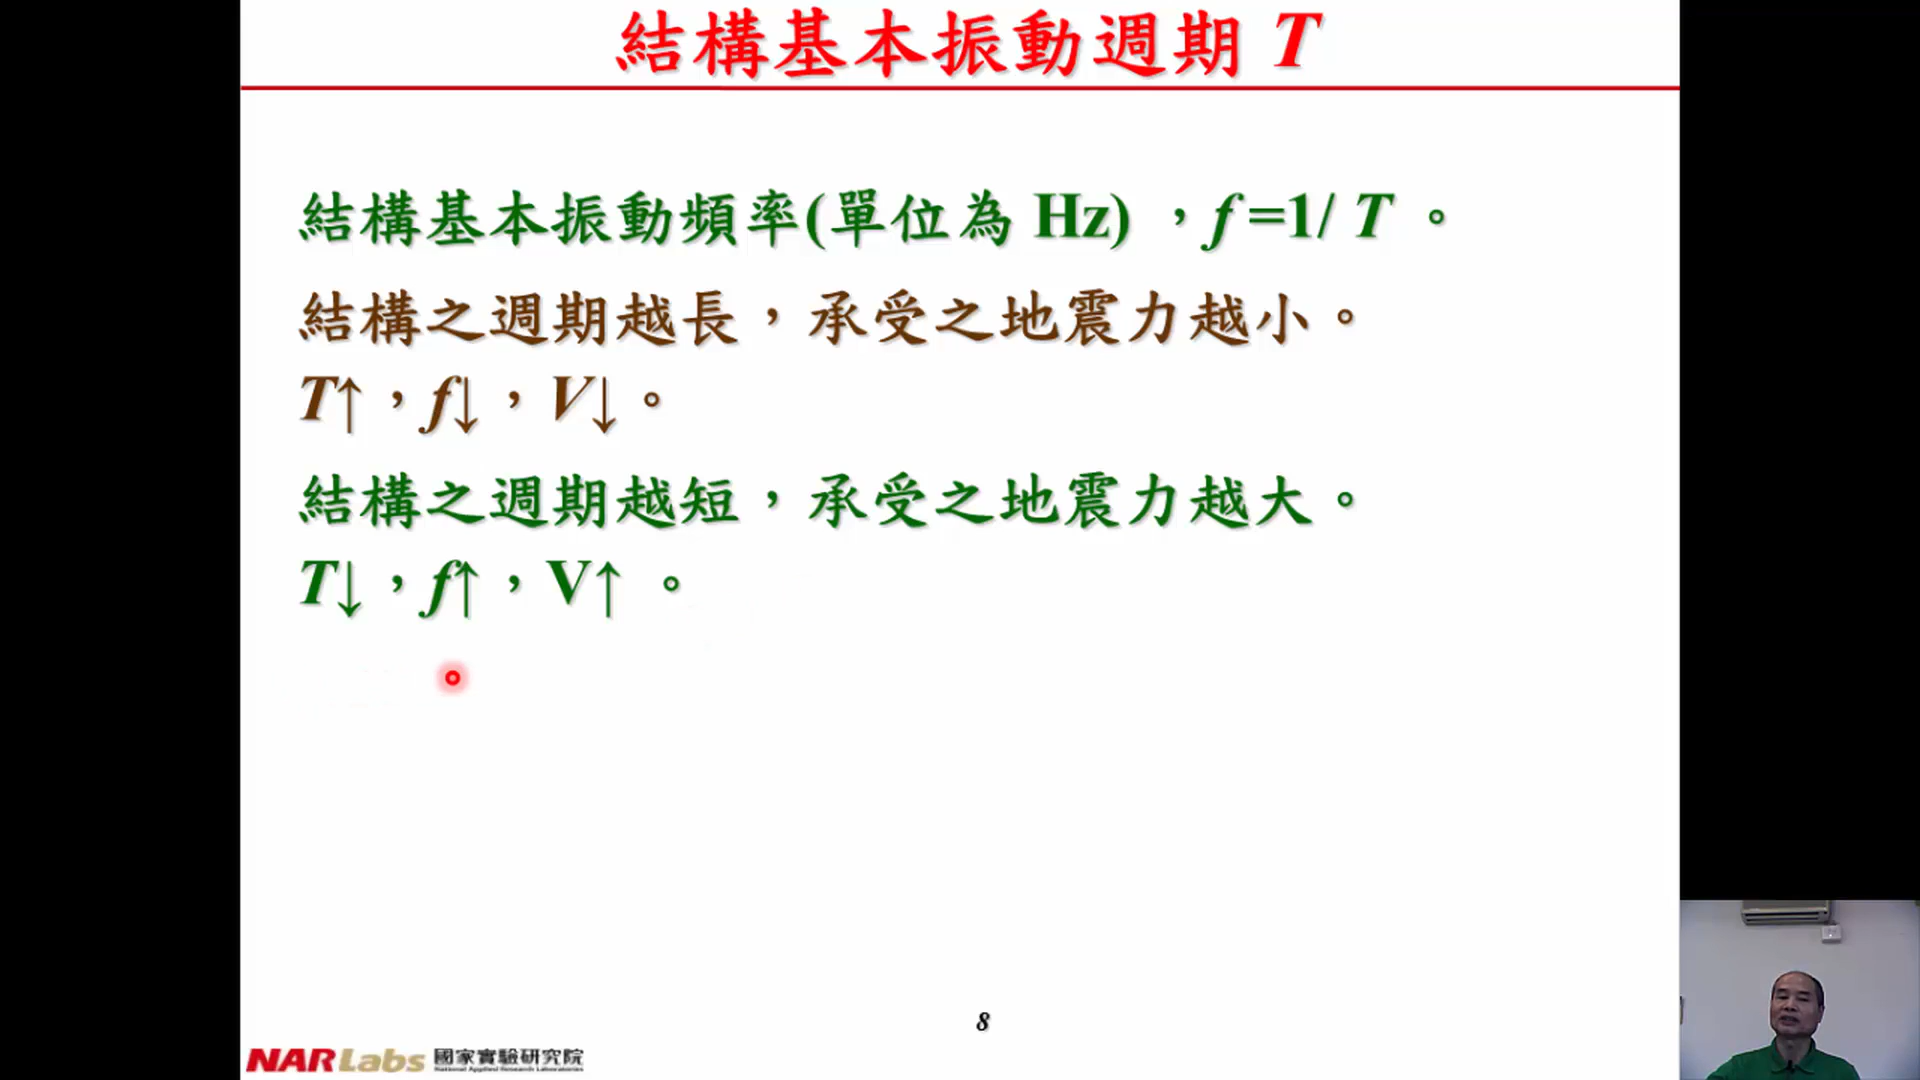 結構基本振動週期 T
結構基本振動頻率(單位為 Hz) ，f =1/ T 。
結構之週期越長，承受之地震力越小。
T↑，f↓，V↓。
結構之週期越短，承受之地震力越大。
T↓，f↑，V↑ 。
8
NARLabs 國家實驗研究院
National Applied Research Laboratories